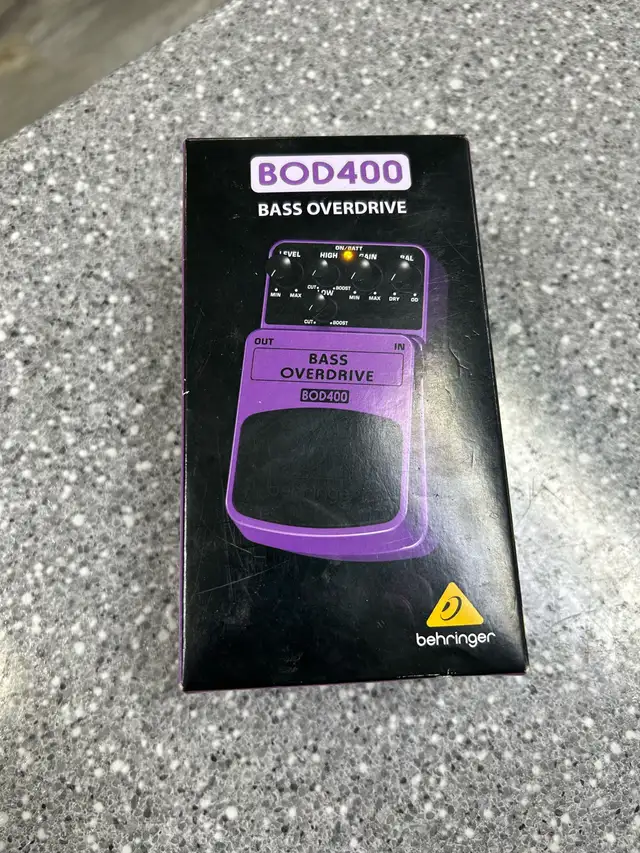 BOD400
BASS OVERDRIVE
ON/BATT
LEVEL HIGH GAIN BAL
CUT BOOST
MIN MAX LOW MIN MAX DRY OD
CUT BOOST
OUT IN
BASS
OVERDRIVE
BOD400
behringer
behringer